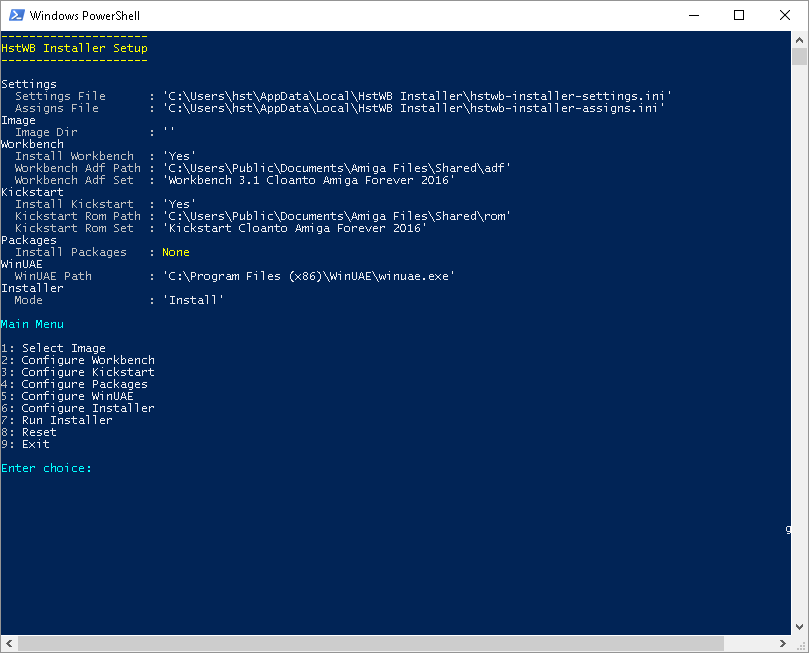 Windows PowerShell
---------------------
HstWB Installer Setup
---------------------
Settings
  Settings File      : 'C:\Users\hst\AppData\Local\HstWB Installer\hstwb-installer-settings.ini'
  Assigns File       : 'C:\Users\hst\AppData\Local\HstWB Installer\hstwb-installer-assigns.ini'
Image
  Image Dir          : ''
Workbench
  Install Workbench  : 'Yes'
  Workbench Adf Path : 'C:\Users\Public\Documents\Amiga Files\Shared\adf'
  Workbench Adf Set  : 'Workbench 3.1 Cloanto Amiga Forever 2016'
Kickstart
  Install Kickstart  : 'Yes'
  Kickstart Rom Path : 'C:\Users\Public\Documents\Amiga Files\Shared\rom'
  Kickstart Rom Set  : 'Kickstart Cloanto Amiga Forever 2016'
Packages
  Install Packages   : None
WinUAE
  WinUAE Path        : 'C:\Program Files (x86)\WinUAE\winuae.exe'
Installer
  Mode               : 'Install'
Main Menu
1: Select Image
2: Configure Workbench
3: Configure Kickstart
4: Configure Packages
5: Configure WinUAE
6: Configure Installer
7: Run Installer
8: Reset
9: Exit
Enter choice:
g